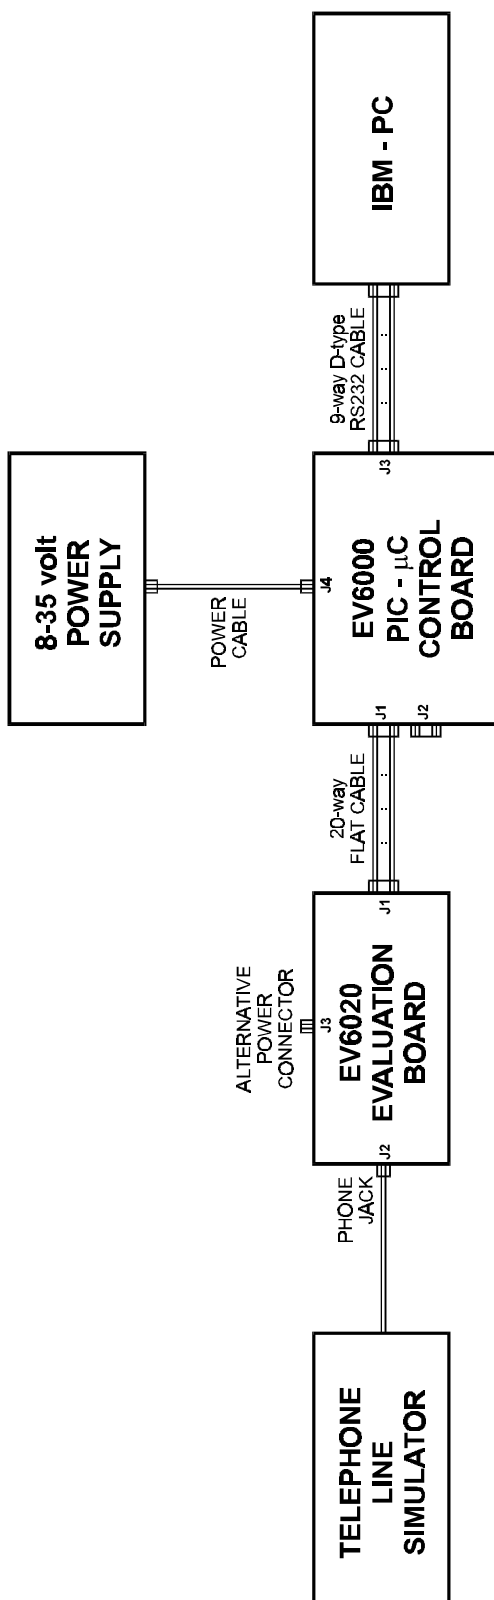 8-35 volt
POWER
SUPPLY
POWER
CABLE
TELEPHONE
LINE
SIMULATOR
PHONE
JACK
J2
ALTERNATIVE
POWER
CONNECTOR
J3
EV6020
EVALUATION
BOARD
J1
20-way
FLAT CABLE
J1
J2
J4
EV6000
PIC - µC
CONTROL
BOARD
J3
9-way D-type
RS232 CABLE
IBM - PC